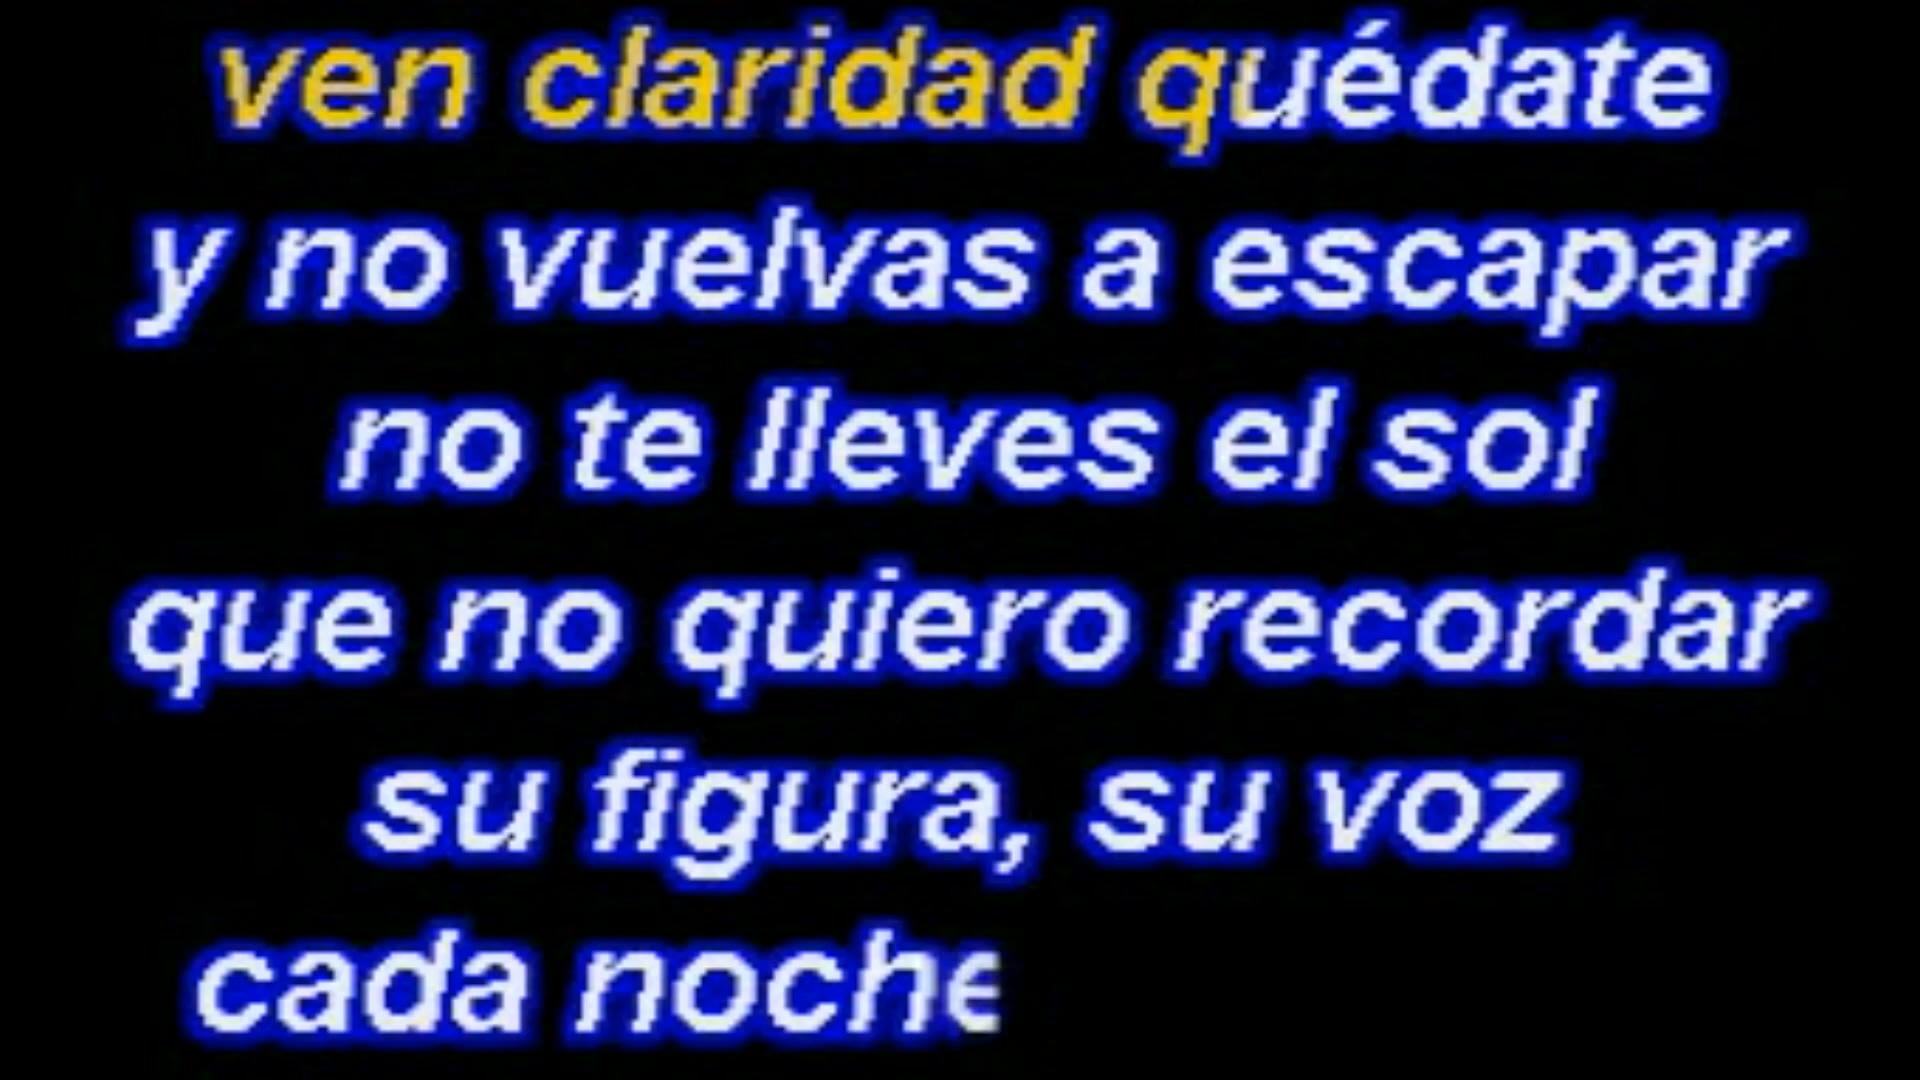 ven claridad quédate
y no vuelvas a escapar
no te lleves el sol
que no quiero recordar
su figura, su voz
cada noche